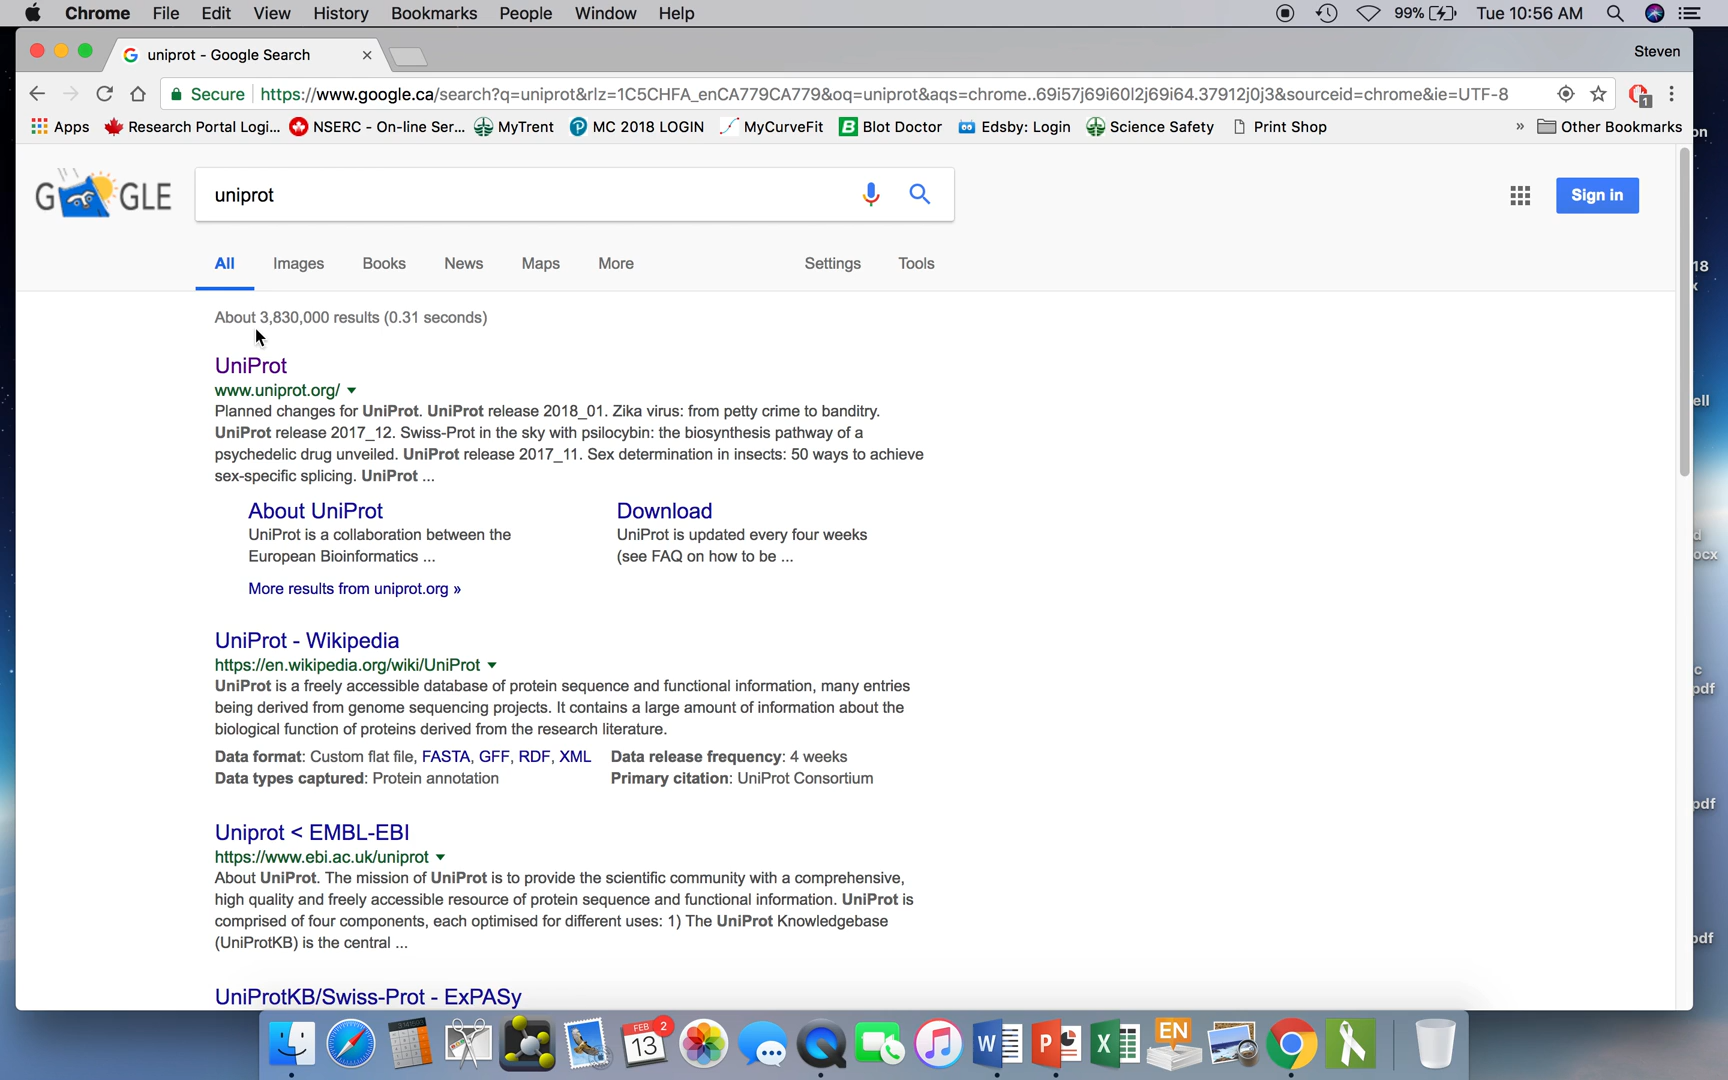 Chrome File Edit View History Bookmarks People Window Help 99% Tue 10:56 AM
uniprot - Google Search Steven
Secure https://www.google.ca/search?q=uniprot&rlz=1C5CHFA_enCA779CA779&oq=uniprot&aqs=chrome..69i57j69i60l2j69i64.37912j0j3&sourceid=chrome&ie=UTF-8 1
Apps Research Portal Logi... NSERC - On-line Ser... MyTrent MC 2018 LOGIN MyCurveFit Blot Doctor Edsby: Login Science Safety Print Shop » Other Bookmarks
on
G GLE uniprot Sign in
All Images Books News Maps More Settings Tools
18
x
About 3,830,000 results (0.31 seconds)
UniProt
www.uniprot.org/
ell
Planned changes for UniProt. UniProt release 2018_01. Zika virus: from petty crime to banditry.
UniProt release 2017_12. Swiss-Prot in the sky with psilocybin: the biosynthesis pathway of a
psychedelic drug unveiled. UniProt release 2017_11. Sex determination in insects: 50 ways to achieve
sex-specific splicing. UniProt ...
About UniProt
UniProt is a collaboration between the
European Bioinformatics ...
Download
UniProt is updated every four weeks
(see FAQ on how to be ...
d
ocx
More results from uniprot.org »
UniProt - Wikipedia
https://en.wikipedia.org/wiki/UniProt
UniProt is a freely accessible database of protein sequence and functional information, many entries
being derived from genome sequencing projects. It contains a large amount of information about the
biological function of proteins derived from the research literature.
c
pdf
Data format: Custom flat file, FASTA, GFF, RDF, XML Data release frequency: 4 weeks
Data types captured: Protein annotation Primary citation: UniProt Consortium
pdf
Uniprot < EMBL-EBI
https://www.ebi.ac.uk/uniprot
About UniProt. The mission of UniProt is to provide the scientific community with a comprehensive,
high quality and freely accessible resource of protein sequence and functional information. UniProt is
comprised of four components, each optimised for different uses: 1) The UniProt Knowledgebase
(UniProtKB) is the central ...
pdf
UniProtKB/Swiss-Prot - ExPASy
FEB 2
13
W P X EN